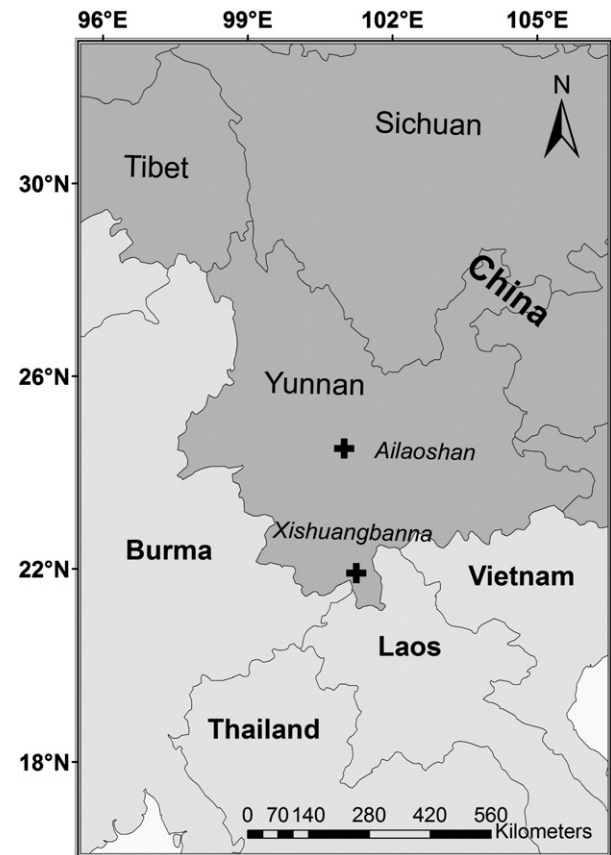 96°E 99°E 102°E 105°E
N
Sichuan
Tibet
30°N
China
26°N
Yunnan
Ailaoshan
Xishuangbanna
Burma
22°N
Vietnam
Laos
Thailand
18°N
0 70 140 280 420 560
Kilometers